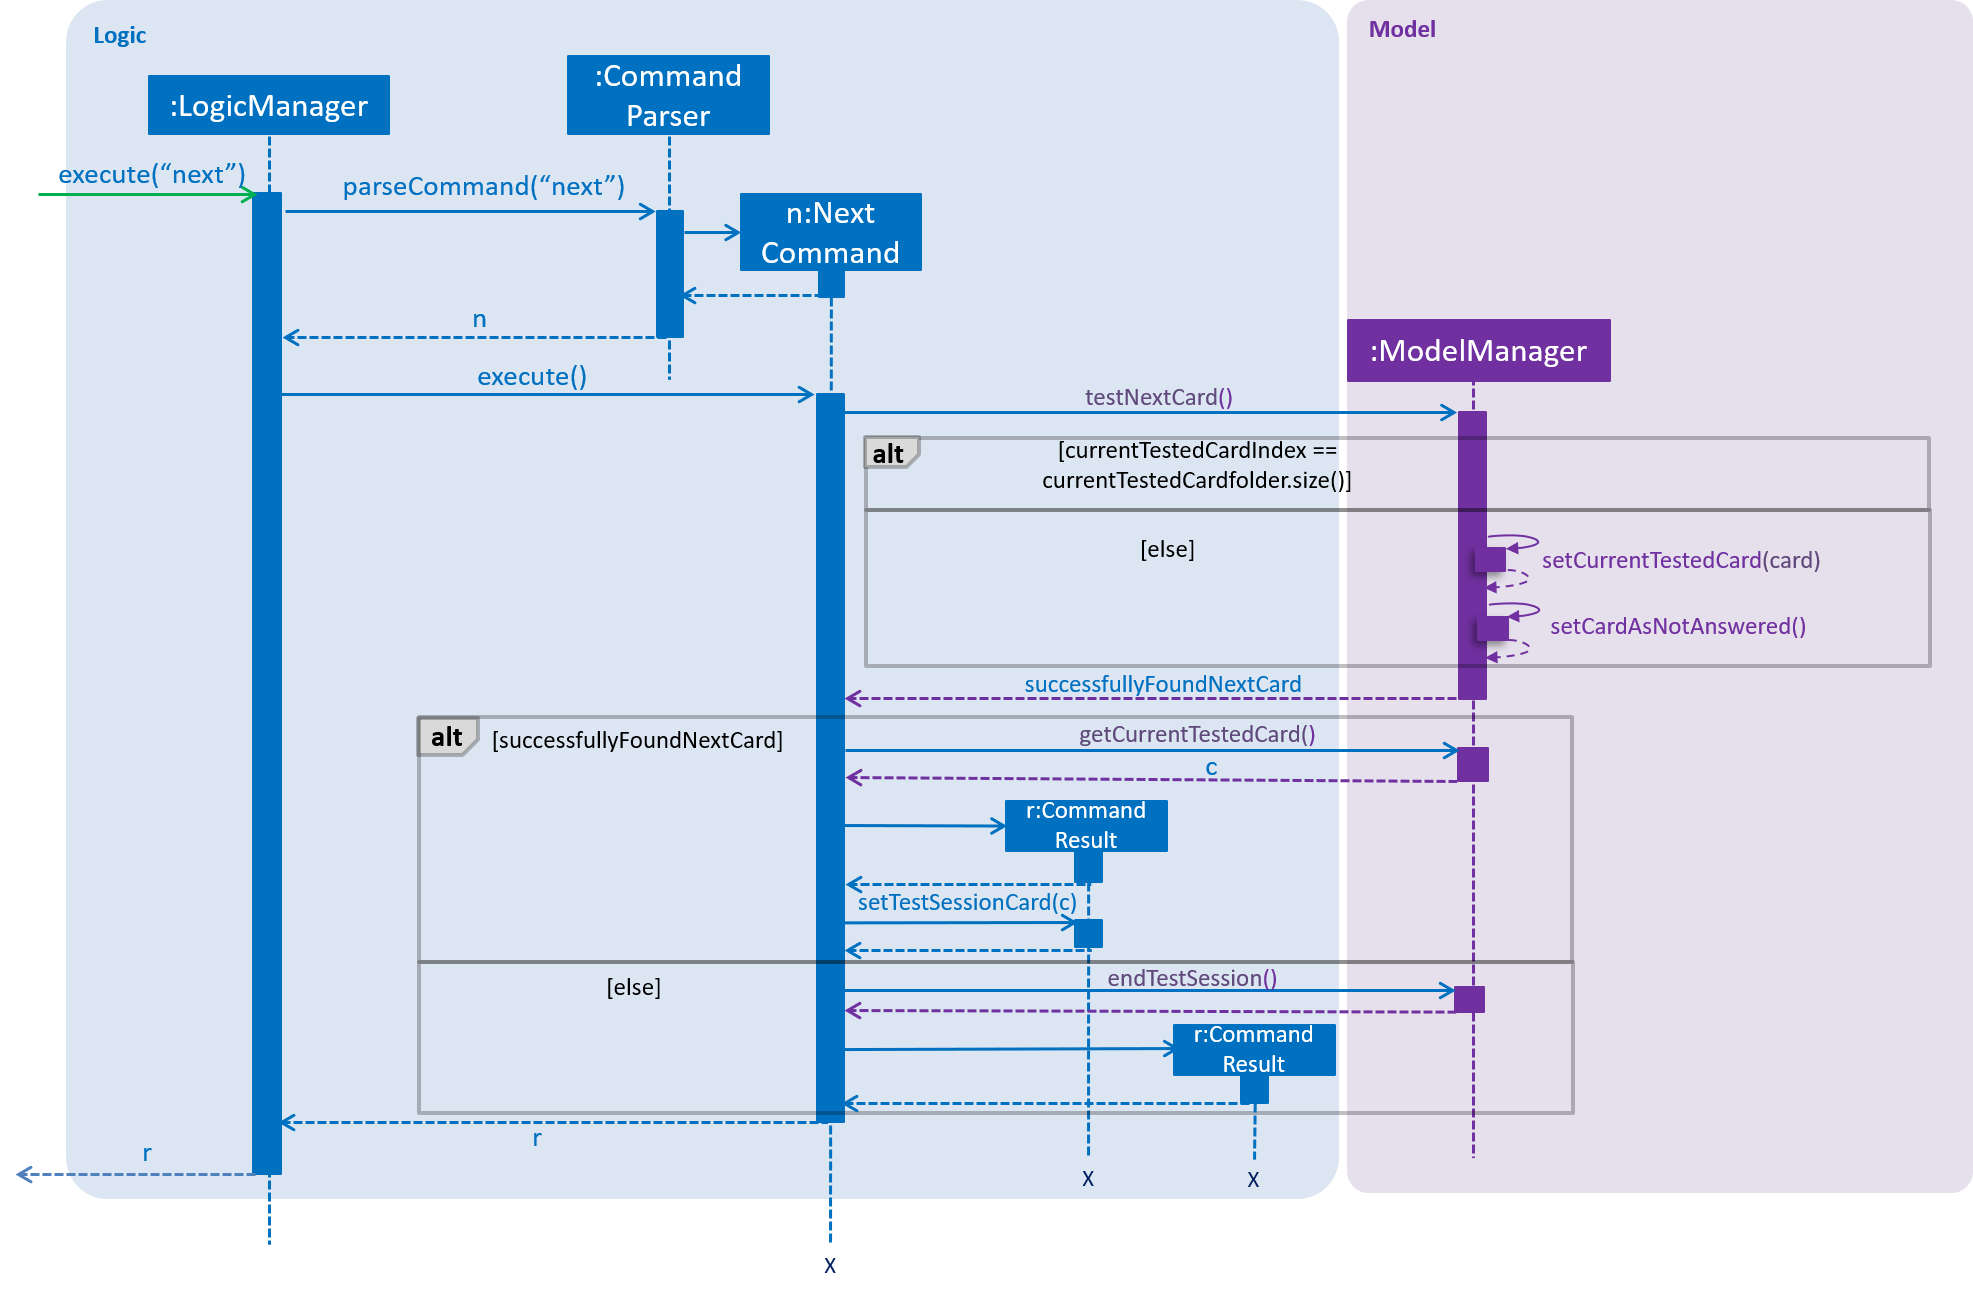 Logic
Model
:LogicManager
:Command
Parser
execute(“next”)
parseCommand(“next”)
n:Next
Command
n
:ModelManager
execute()
testNextCard()
alt
[currentTestedCardIndex ==
currentTestedCardfolder.size()]
[else]
setCurrentTestedCard(card)
setCardAsNotAnswered()
successfullyFoundNextCard
alt
[successfullyFoundNextCard]
getCurrentTestedCard()
c
r:Command
Result
setTestSessionCard(c)
[else]
endTestSession()
r:Command
Result
r
r
X
X
X